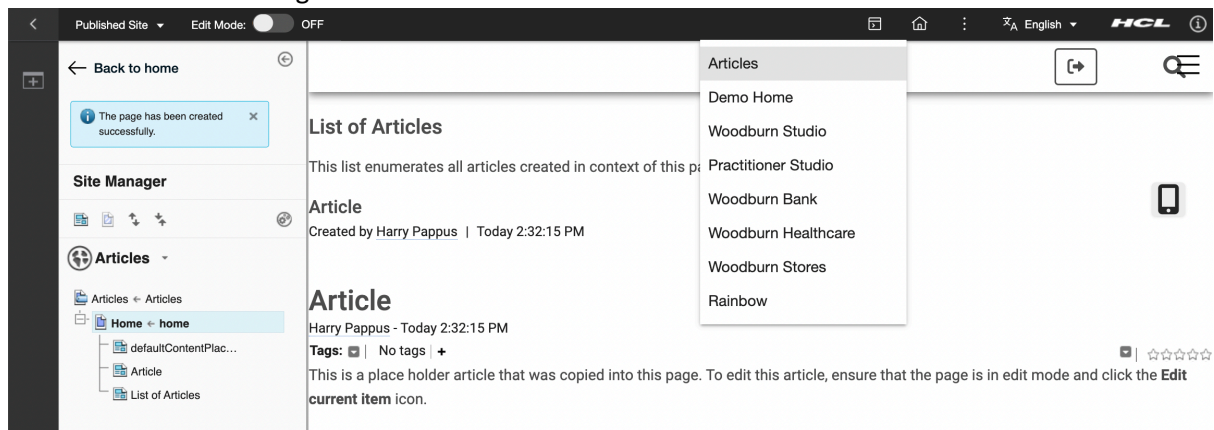 Published Site
Edit Mode:
OFF
English
HCL
Back to home
The page has been created
successfully.
Site Manager
Articles
Articles ← Articles
Home ← home
defaultContentPlac...
Article
List of Articles
List of Articles
This list enumerates all articles created in context of this pa
Article
Created by Harry Pappus | Today 2:32:15 PM
Article
Harry Pappus - Today 2:32:15 PM
Tags: | No tags | +
This is a place holder article that was copied into this page. To edit this article, ensure that the page is in edit mode and click the Edit
current item icon.
Articles
Demo Home
Woodburn Studio
Practitioner Studio
Woodburn Bank
Woodburn Healthcare
Woodburn Stores
Rainbow